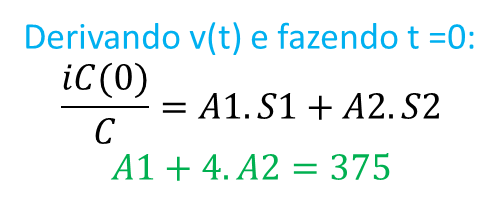 Derivando v(t) e fazendo t =0:
iC(0)/C = A1.S1 + A2.S2
A1 + 4.A2 = 375